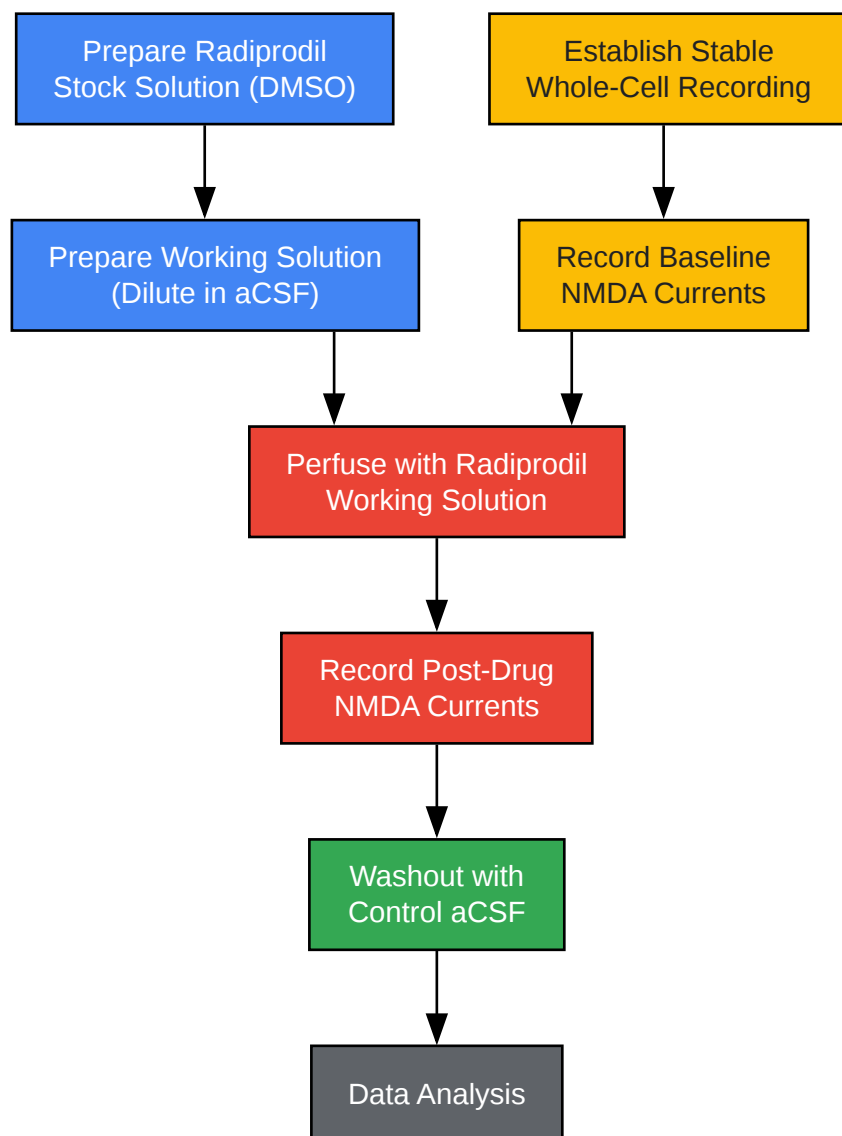 Prepare Radiprodil
Stock Solution (DMSO)
Establish Stable
Whole-Cell Recording
Prepare Working Solution
(Dilute in aCSF)
Record Baseline
NMDA Currents
Perfuse with Radiprodil
Working Solution
Record Post-Drug
NMDA Currents
Washout with
Control aCSF
Data Analysis